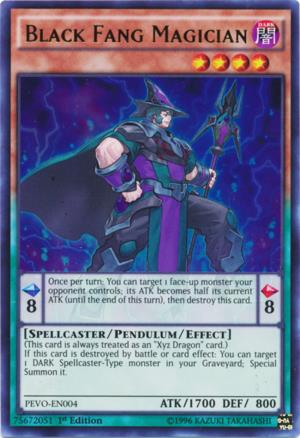 BLACK FANG MAGICIAN
DARK
闇
Once per turn: You can target 1 face-up monster your
opponent controls; its ATK becomes half its current
ATK (until the end of this turn), then destroy this card.
8
8
[SPELLCASTER/PENDULUM/EFFECT]
(This card is always treated as an "Xyz Dragon" card.)
If this card is destroyed by battle or card effect: You can target
1 DARK Spellcaster-Type monster in your Graveyard; Special
Summon it.
PEVO-EN004
ATK/1700 DEF/ 800
75672051
1st Edition
©1996 KAZUKI TAKAHASHI